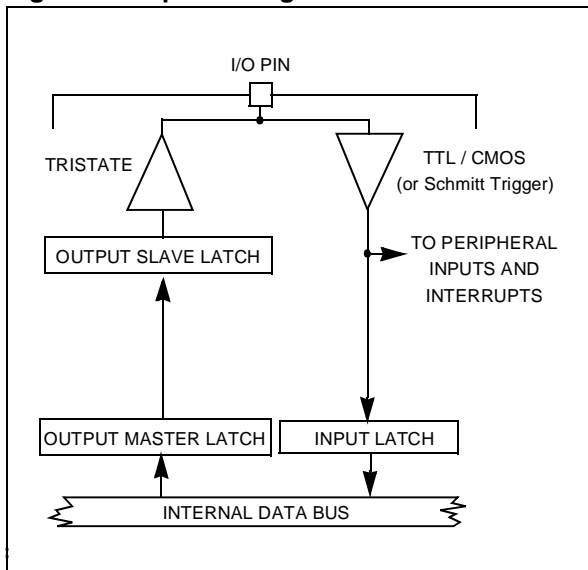 I/O PIN
TRISTATE
TTL / CMOS
(or Schmitt Trigger)
TO PERIPHERAL
INPUTS AND
INTERRUPTS
OUTPUT SLAVE LATCH
OUTPUT MASTER LATCH
INPUT LATCH
INTERNAL DATA BUS